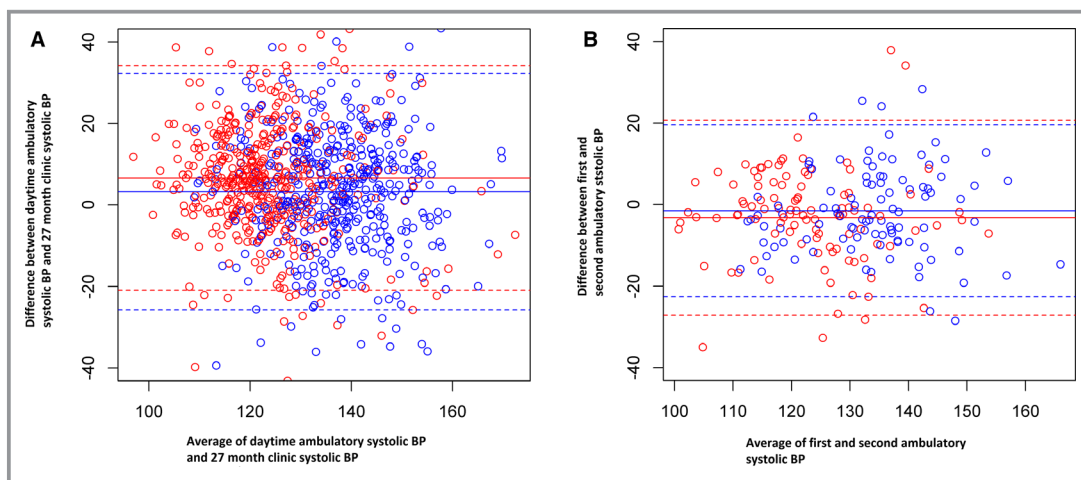 A
B
40
20
0
-20
-40
Difference between daytime ambulatory
systolic BP and 27 month clinic systolic BP
100 120 140 160
Average of daytime ambulatory systolic BP
and 27 month clinic systolic BP
40
20
0
-20
-40
Difference between first and
second ambulatory ststolic BP
100 110 120 130 140 150 160
Average of first and second ambulatory
systolic BP